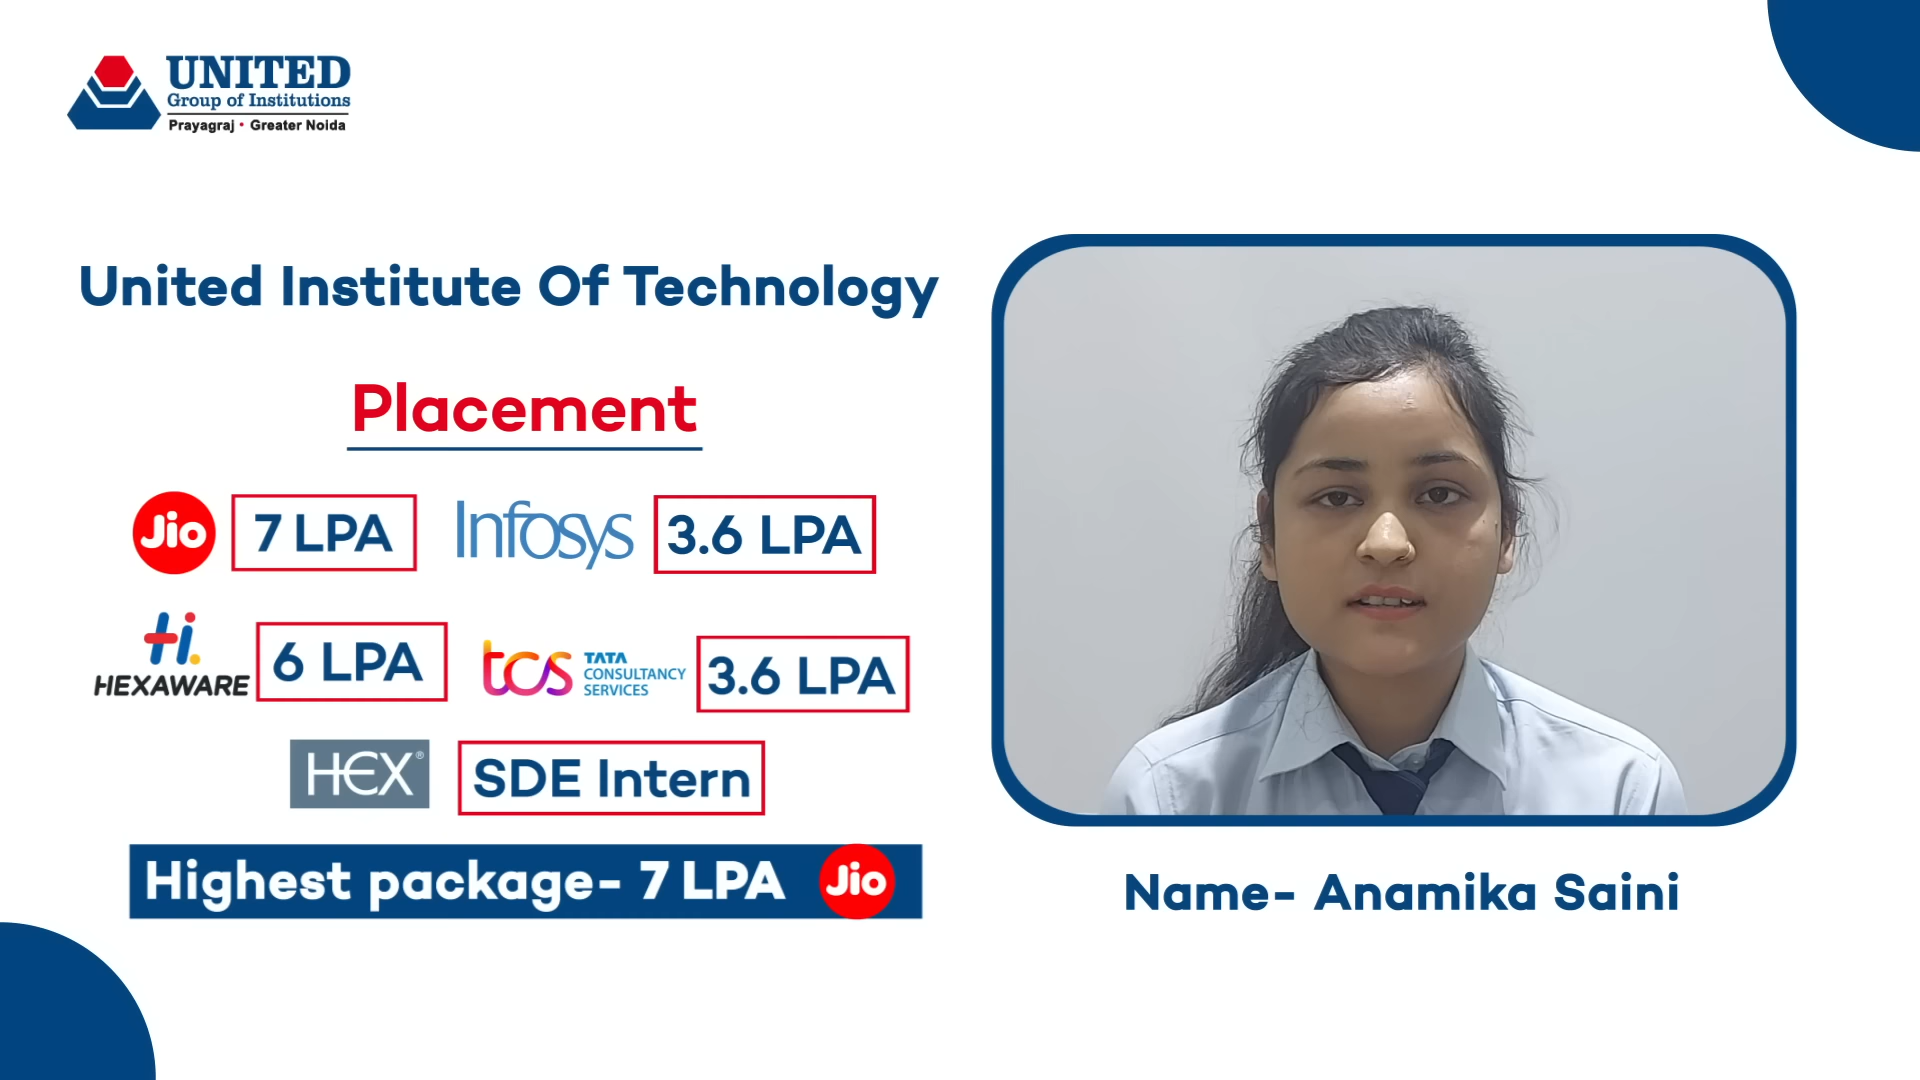 UNITED
Group of Institutions
Prayagraj • Greater Noida
United Institute Of Technology
Placement
Jio 7 LPA Infosys 3.6 LPA
Hi. HEXAWARE 6 LPA tcs TATA CONSULTANCY SERVICES 3.6 LPA
HEX® SDE Intern
Highest package- 7 LPA Jio
Name- Anamika Saini